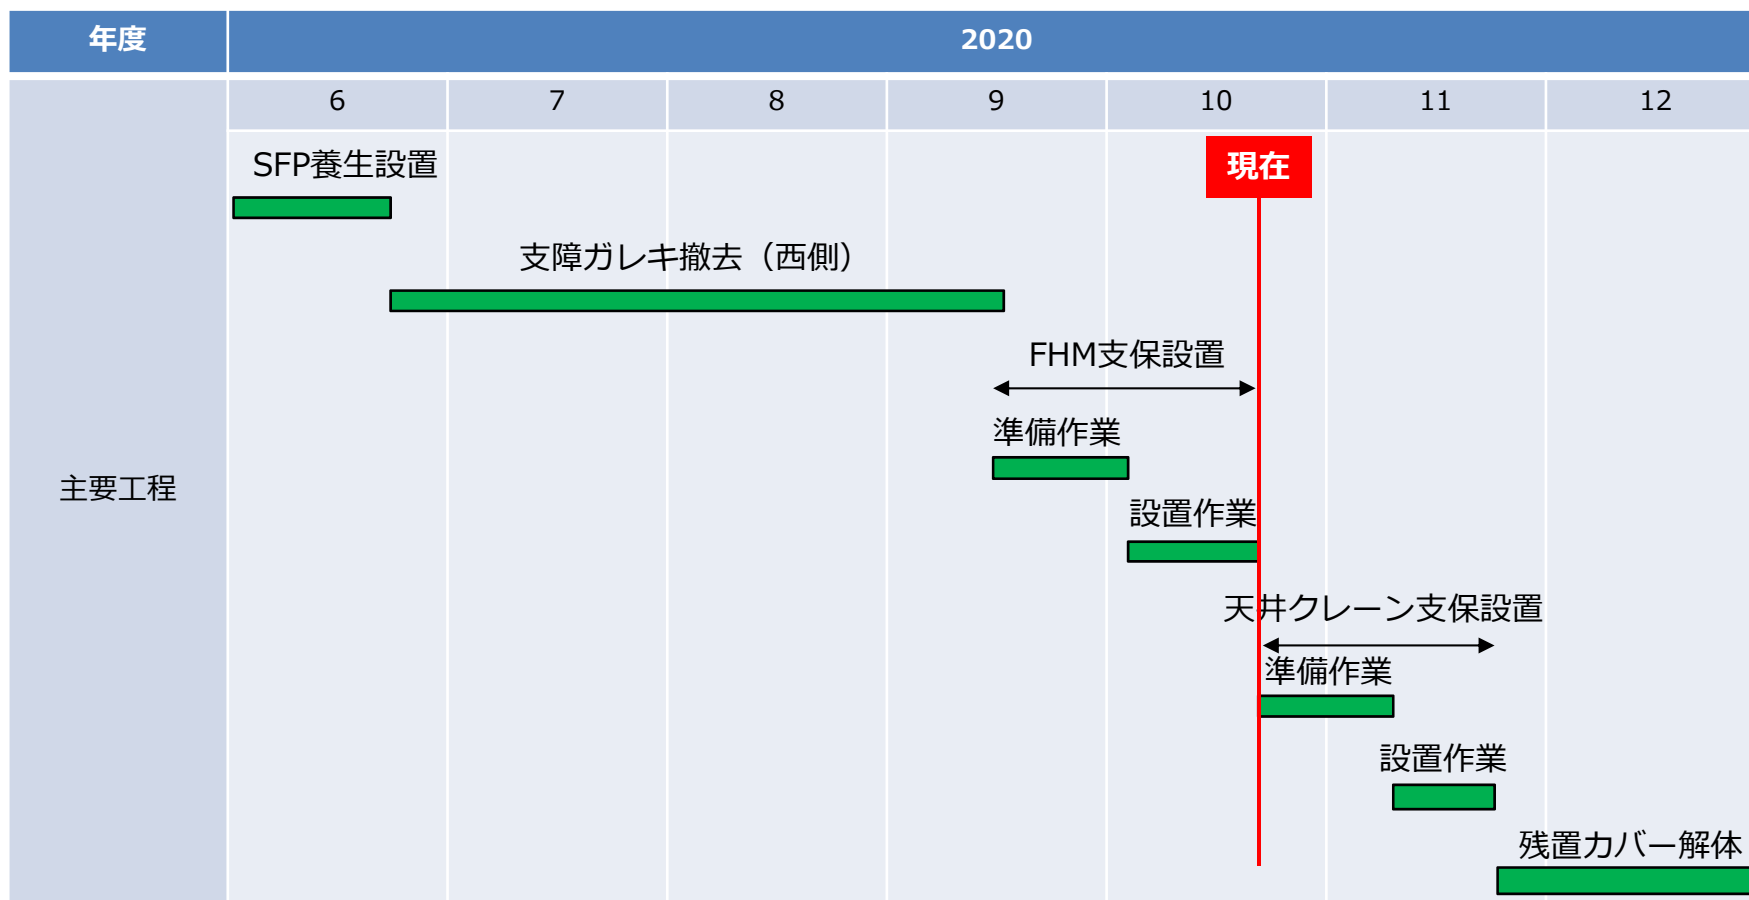 年度
2020
6
7
8
9
10
11
12
主要工程
現在
SFP養生設置
支障ガレキ撤去（西側）
FHM支保設置
準備作業
設置作業
天井クレーン支保設置
準備作業
設置作業
残置カバー解体